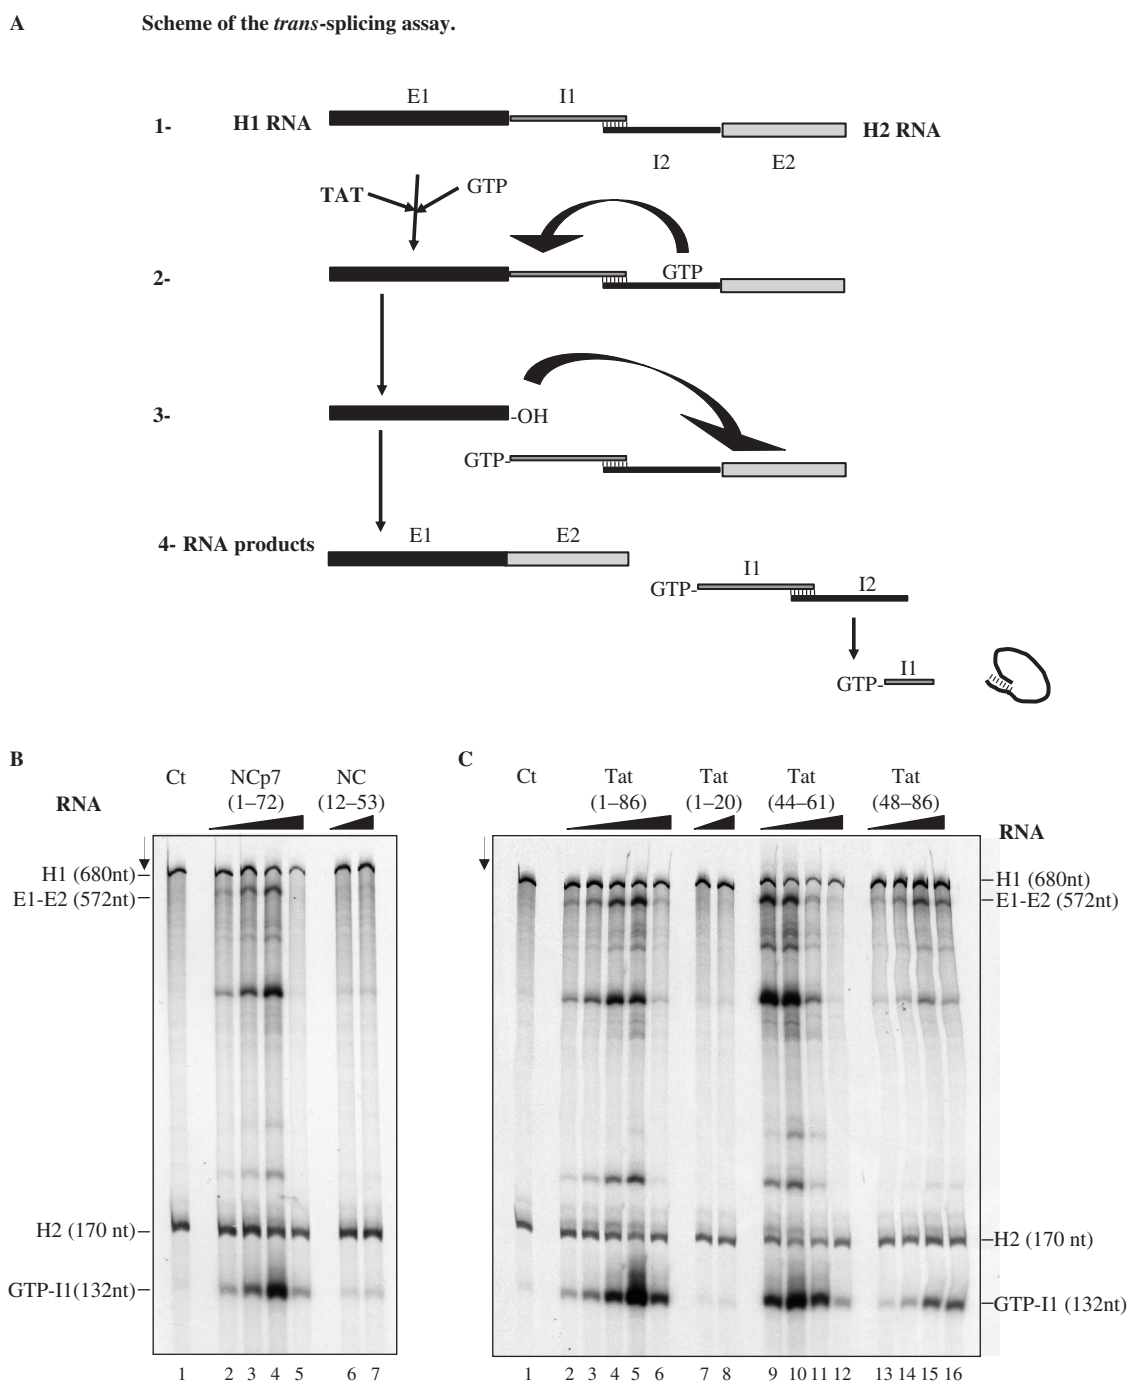 A Scheme of the trans-splicing assay.
E1 I1
1- H1 RNA H2 RNA
I2 E2
TAT GTP
2- GTP
3- -OH
GTP-
4- RNA products E1 E2
GTP- I1 I2
GTP- I1
B C
Ct NCp7 NC Ct Tat Tat Tat Tat
RNA (1–72) (12–53) (1–86) (1–20) (44–61) (48–86)
RNA
H1 (680nt) H1 (680nt)
E1-E2 (572nt) E1-E2 (572nt)
H2 (170 nt) H2 (170 nt)
GTP-I1(132nt) GTP-I1 (132nt)
1 2 3 4 5 6 7 1 2 3 4 5 6 7 8 9 10 11 12 13 14 15 16